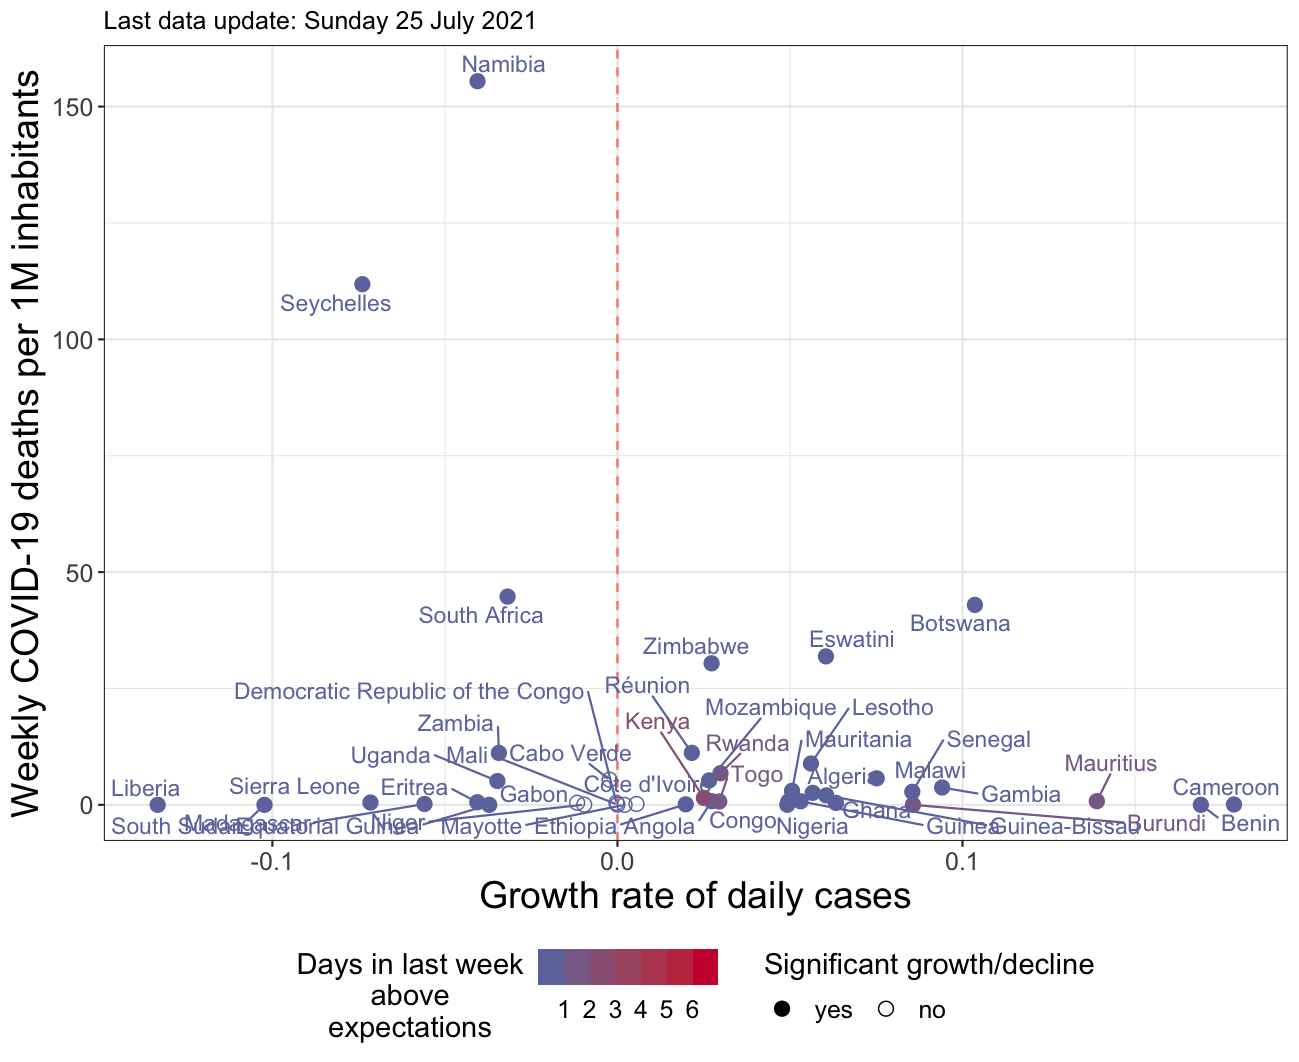 Last data update: Sunday 25 July 2021
Weekly COVID-19 deaths per 1M inhabitants
150
100
50
0
Namibia
Seychelles
South Africa
Botswana
Zimbabwe
Eswatini
Democratic Republic of the Congo
Réunion
Mozambique
Lesotho
Zambia
Kenya
Rwanda
Mauritania
Senegal
Uganda
Mali
Cabo Verde
Mauritius
Togo
Algeria
Malawi
Liberia
Sierra Leone
Eritrea
Gabon
Côte d'Ivoire
Gambia
Cameroon
Ghana
South Sudan
Madagascar
Equatorial Guinea
Niger
Mayotte
Ethiopia
Angola
Congo
Nigeria
Guinea
Guinea-Bissau
Burundi
Benin
-0.1
0.0
0.1
Growth rate of daily cases
Days in last week
above
expectations
1 2 3 4 5 6
Significant growth/decline
yes
no